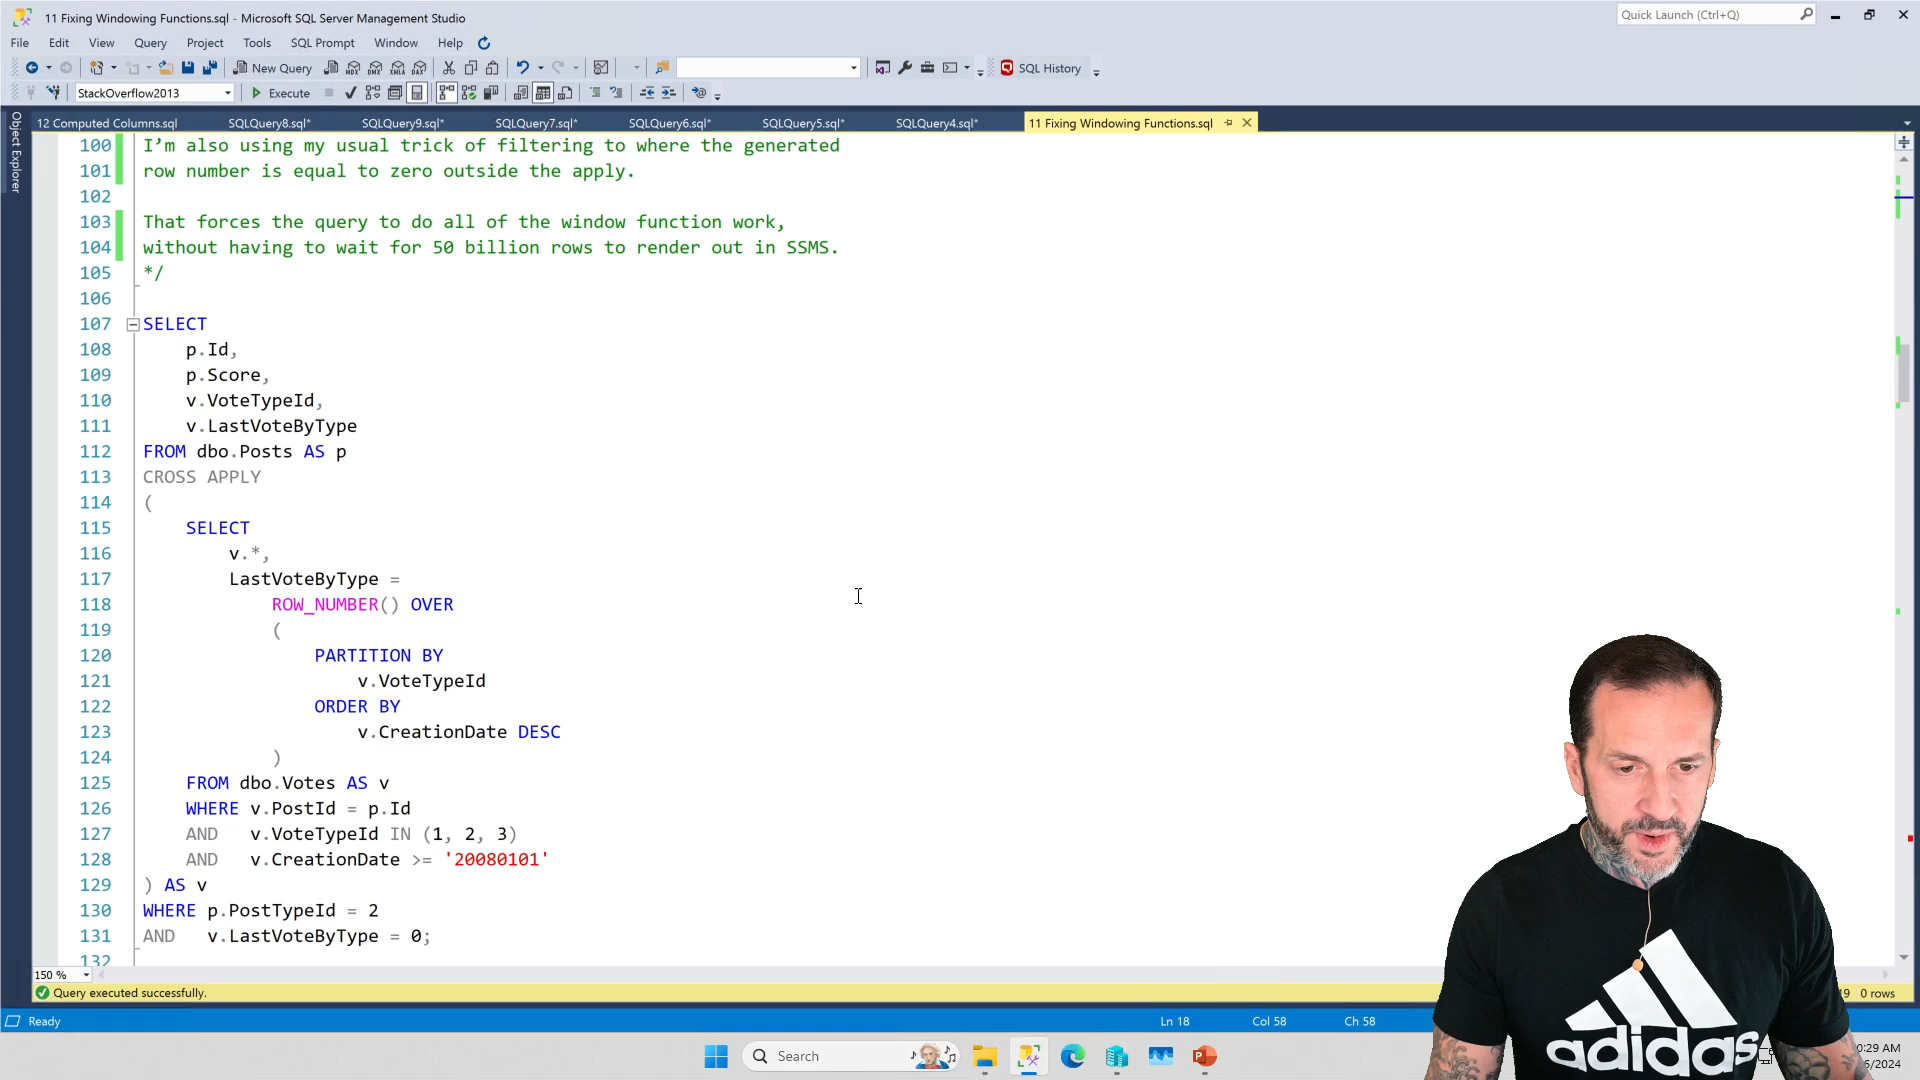 11 Fixing Windowing Functions.sql - Microsoft SQL Server Management Studio
Quick Launch (Ctrl+Q)
File Edit View Query Project Tools SQL Prompt Window Help
New Query
SQL History
StackOverflow2013
Execute
12 Computed Columns.sql SQLQuery8.sql* SQLQuery9.sql* SQLQuery7.sql* SQLQuery6.sql* SQLQuery5.sql* SQLQuery4.sql* 11 Fixing Windowing Functions.sql
Object Explorer
100 I’m also using my usual trick of filtering to where the generated
101 row number is equal to zero outside the apply.
102
103 That forces the query to do all of the window function work,
104 without having to wait for 50 billion rows to render out in SSMS.
105 */
106
107 SELECT
108 p.Id,
109 p.Score,
110 v.VoteTypeId,
111 v.LastVoteByType
112 FROM dbo.Posts AS p
113 CROSS APPLY
114 (
115 SELECT
116 v.*,
117 LastVoteByType =
118 ROW_NUMBER() OVER
119 (
120 PARTITION BY
121 v.VoteTypeId
122 ORDER BY
123 v.CreationDate DESC
124 )
125 FROM dbo.Votes AS v
126 WHERE v.PostId = p.Id
127 AND v.VoteTypeId IN (1, 2, 3)
128 AND v.CreationDate >= '20080101'
129 ) AS v
130 WHERE p.PostTypeId = 2
131 AND v.LastVoteByType = 0;
132
150 %
Query executed successfully.
0 rows
Ready
Ln 18 Col 58 Ch 58
Search
adidas
:29 AM
/2024